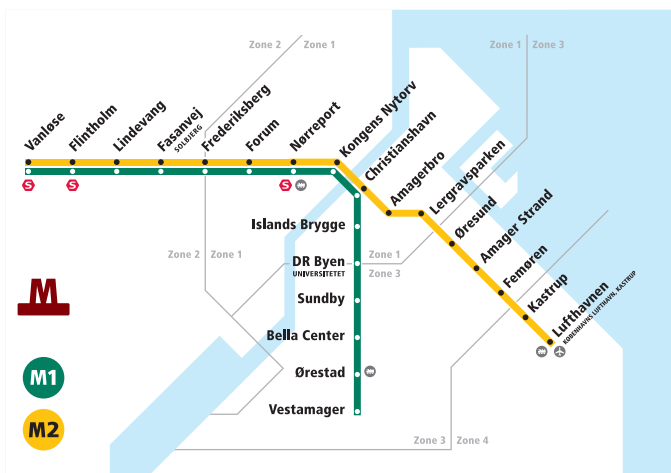 Zone 2
Zone 1
Zone 1
Zone 3
Vanløse
Flintholm
Lindevang
Fasanvej
SOLBJERG
Frederiksberg
Forum
Nørreport
Kongens Nytorv
Christianshavn
Amagerbro
Lergravsparken
Øresund
Amager Strand
Femøren
Kastrup
Lufthavnen
KØBENHAVNS LUFTHAVN, KASTRUP
S
S
S
Islands Brygge
DR Byen
UNIVERSITETET
Sundby
Bella Center
Ørestad
Vestamager
Zone 2
Zone 1
Zone 1
Zone 3
Zone 3
Zone 4
M
M1
M2